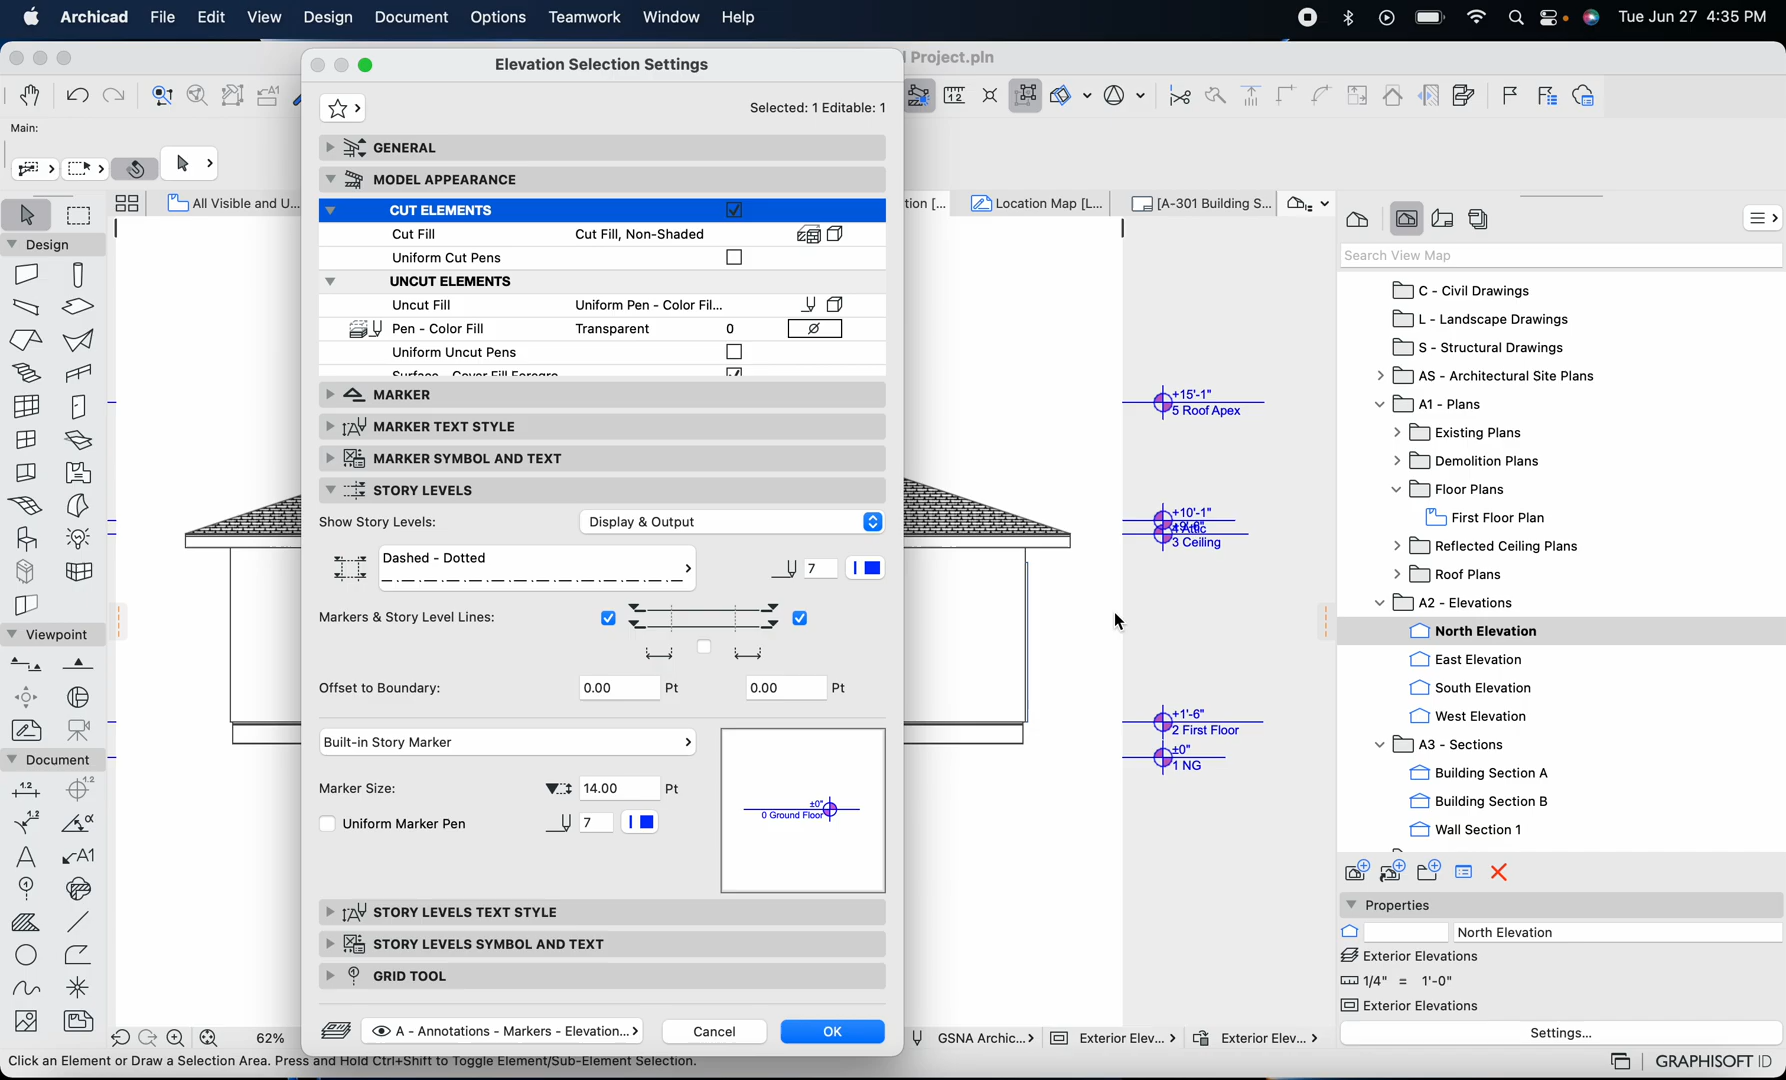 Archicad File Edit View Design Document Options Teamwork Window Help Tue Jun 27 4:35 PM
l Project.pln
Main:
All Visible and U...
tion [...
Location Map [L...
[A-301 Building S...
Design
Viewpoint
Document
Elevation Selection Settings
Selected: 1 Editable: 1
GENERAL
MODEL APPEARANCE
CUT ELEMENTS
Cut Fill Cut Fill, Non-Shaded
Uniform Cut Pens
UNCUT ELEMENTS
Uncut Fill Uniform Pen - Color Fil...
Pen - Color Fill Transparent 0
Uniform Uncut Pens
MARKER
MARKER TEXT STYLE
MARKER SYMBOL AND TEXT
STORY LEVELS
Show Story Levels: Display & Output
Dashed - Dotted 7
Markers & Story Level Lines:
Offset to Boundary: 0.00 Pt 0.00 Pt
Built-in Story Marker
Marker Size: 14.00 Pt
Uniform Marker Pen 7
±0"
0 Ground Floor
STORY LEVELS TEXT STYLE
STORY LEVELS SYMBOL AND TEXT
GRID TOOL
A - Annotations - Markers - Elevation... Cancel OK
+15'-1"
5 Roof Apex
+10'-1"
4 Attic
3 Ceiling
+1'-6"
2 First Floor
±0"
1 NG
Search View Map
C - Civil Drawings
L - Landscape Drawings
S - Structural Drawings
AS - Architectural Site Plans
A1 - Plans
Existing Plans
Demolition Plans
Floor Plans
First Floor Plan
Reflected Ceiling Plans
Roof Plans
A2 - Elevations
North Elevation
East Elevation
South Elevation
West Elevation
A3 - Sections
Building Section A
Building Section B
Wall Section 1
Properties
North Elevation
Exterior Elevations
1/4" = 1'-0"
Exterior Elevations
Settings...
62%
GSNA Archic... Exterior Elev... Exterior Elev...
Click an Element or Draw a Selection Area. Press and Hold Ctrl+Shift to Toggle Element/Sub-Element Selection.
GRAPHISOFT ID